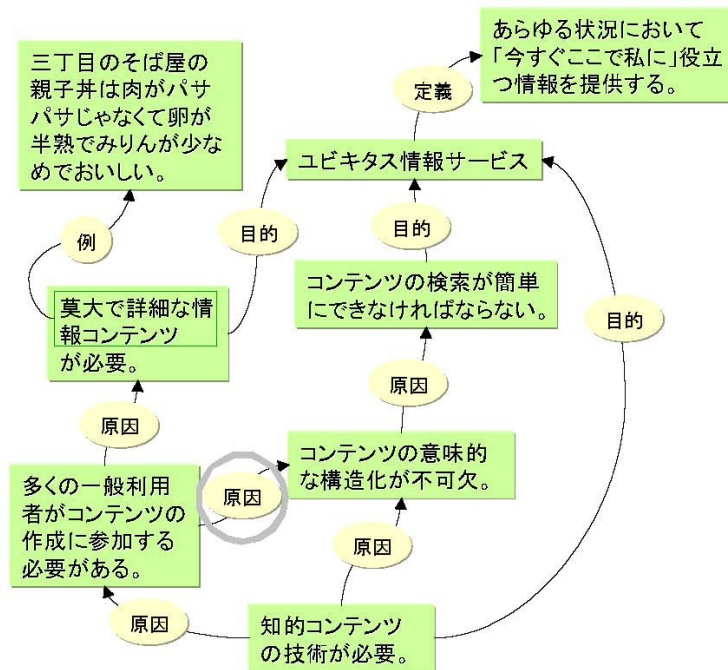 あらゆる状況において
「今すぐここで私に」役立
つ情報を提供する。
三丁目のそば屋の
親子丼は肉がパサ
パサじゃなくて卵が
半熟でみりんが少な
めでおいしい。
定義
ユビキタス情報サービス
例
目的
目的
莫大で詳細な情
報コンテンツ
が必要。
コンテンツの検索が簡単
にできなければならない。
目的
原因
原因
コンテンツの意味的
な構造化が不可欠。
多くの一般利用
者がコンテンツの
作成に参加する
必要がある。
原因
原因
原因
知的コンテンツ
の技術が必要。